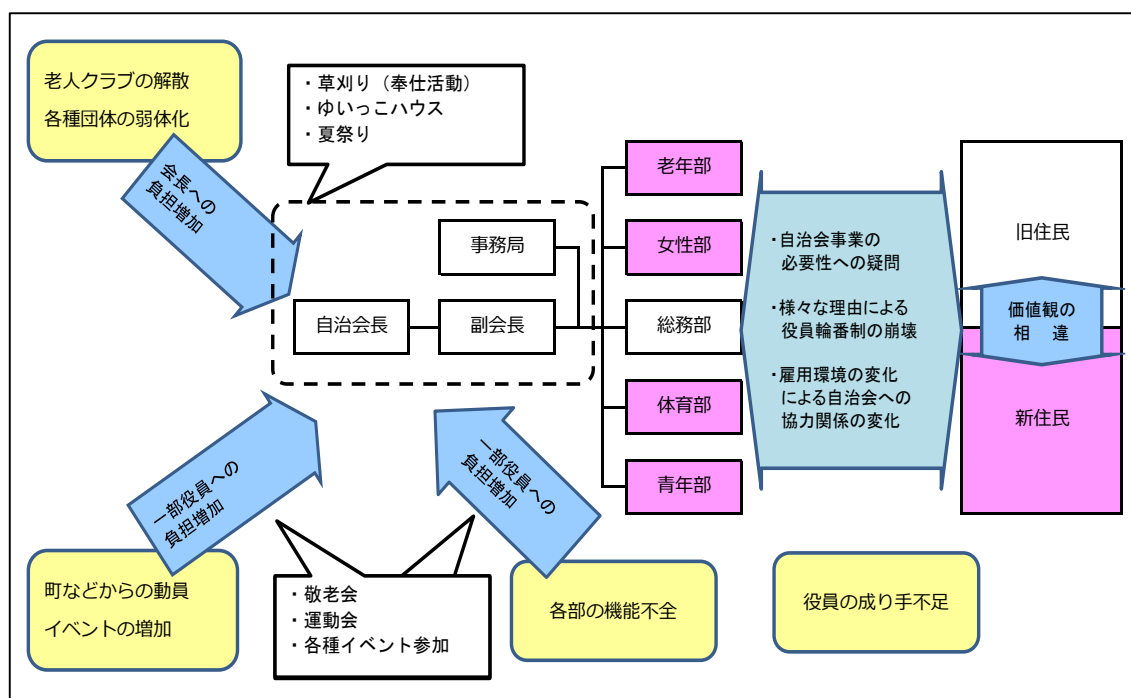 老人クラブの解散
各種団体の弱体化
・草刈り（奉仕活動）
・ゆいっこハウス
・夏祭り
会長への
負担増加
事務局
自治会長
副会長
老年部
女性部
総務部
体育部
青年部
・自治会事業の
必要性への疑問
・様々な理由による
役員輪番制の崩壊
・雇用環境の変化
による自治会への
協力関係の変化
旧住民
価値観の
相　違
新住民
一部役員への
負担増加
一部役員への
負担増加
町などからの動員
イベントの増加
・敬老会
・運動会
・各種イベント参加
各部の機能不全
役員の成り手不足